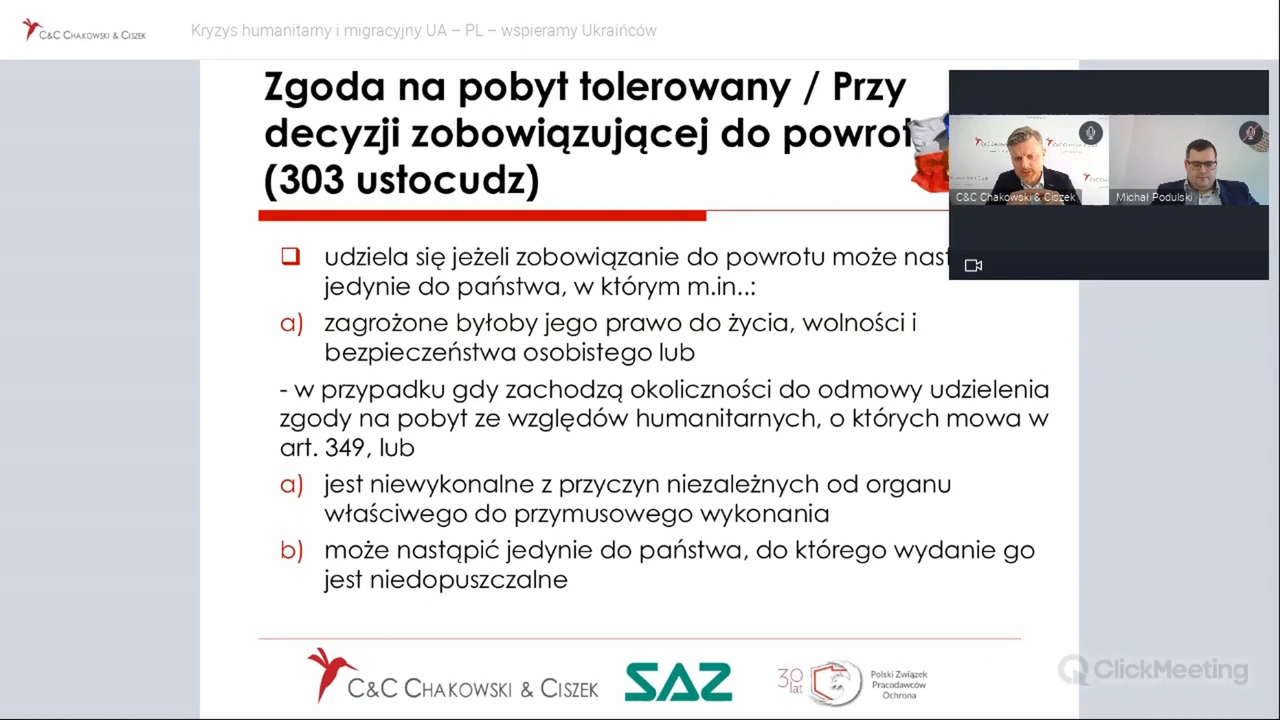 C&C CHAKOWSKI & CISZEK
Kryzys humanitarny i migracyjny UA – PL – wspieramy Ukraińców
Zgoda na pobyt tolerowany / Przy
decyzji zobowiązującej do powrot
(303 ustocudz)
C&C Chakowski & Ciszek
Michał Podulski
❑ udziela się jeżeli zobowiązanie do powrotu może nast
jedynie do państwa, w którym m.in..:
a) zagrożone byłoby jego prawo do życia, wolności i
bezpieczeństwa osobistego lub
- w przypadku gdy zachodzą okoliczności do odmowy udzielenia
zgody na pobyt ze względów humanitarnych, o których mowa w
art. 349, lub
a) jest niewykonalne z przyczyn niezależnych od organu
właściwego do przymusowego wykonania
b) może nastąpić jedynie do państwa, do którego wydanie go
jest niedopuszczalne
C&C CHAKOWSKI & CISZEK
SAZ
30 lat
Polski Związek
Pracodawców
Ochrona
ClickMeeting